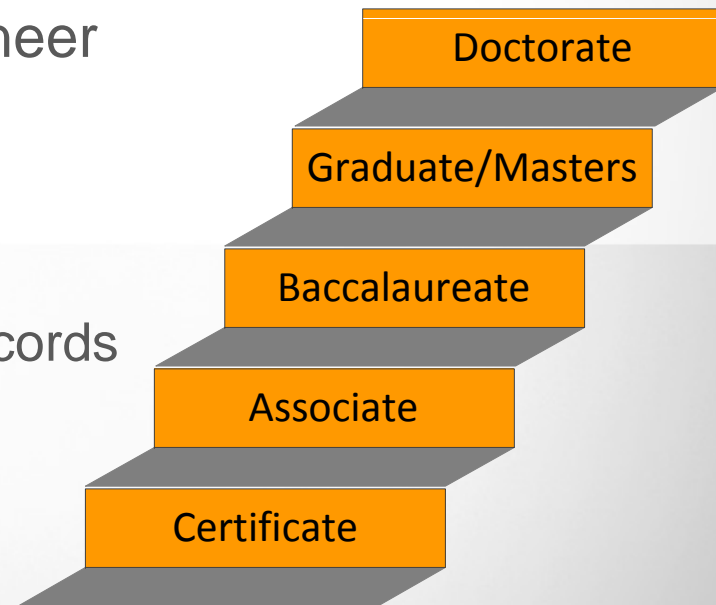 neer
Doctorate
Graduate/Masters
Baccalaureate
cords
Associate
Certificate